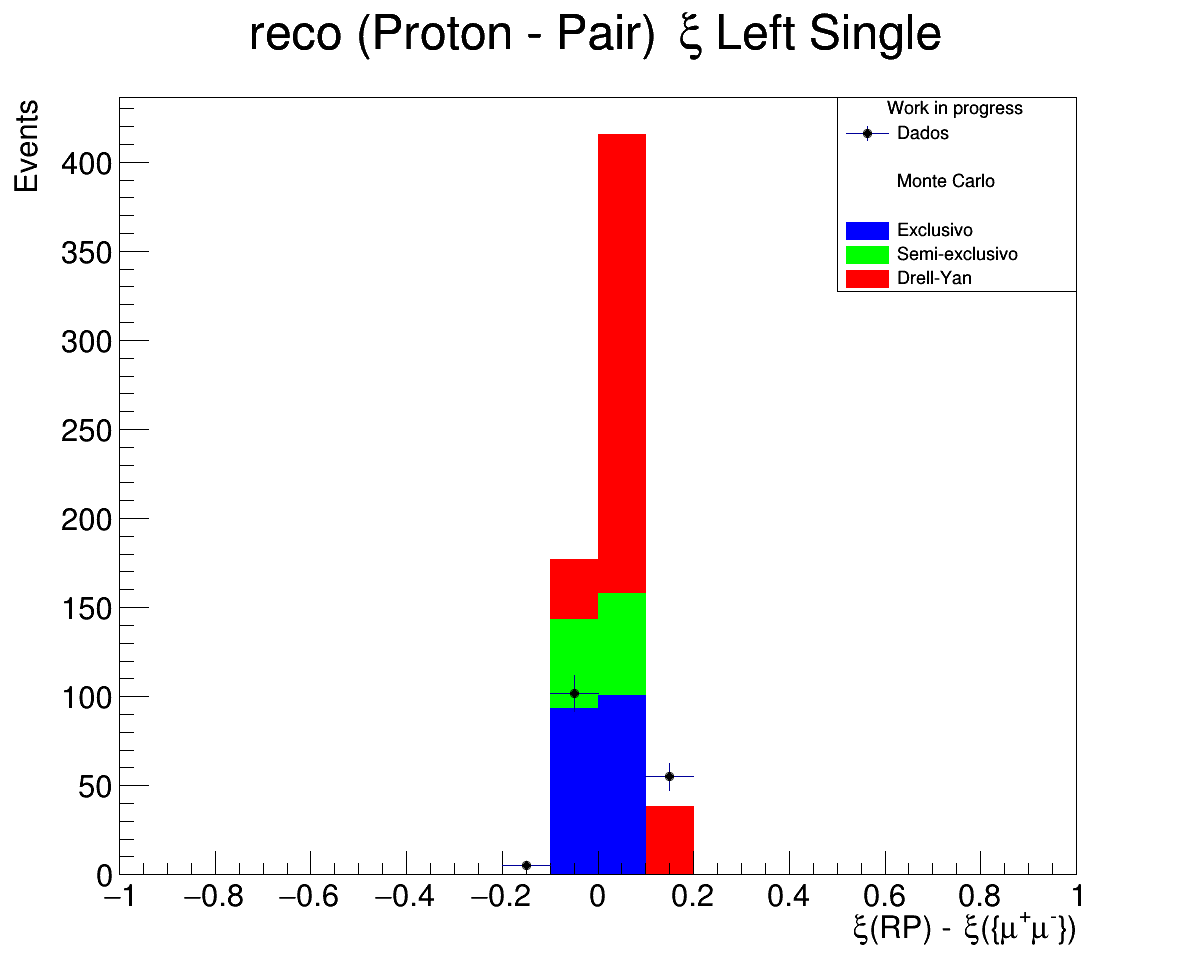 reco (Proton - Pair) ξ Left Single
Events
Work in progress
Dados
Monte Carlo
Exclusivo
Semi-exclusivo
Drell-Yan
400
350
300
250
200
150
100
50
0
−1 −0.8 −0.6 −0.4 −0.2 0 0.2 0.4 0.6 0.8 1
ξ(RP) - ξ({μ⁺μ⁻})